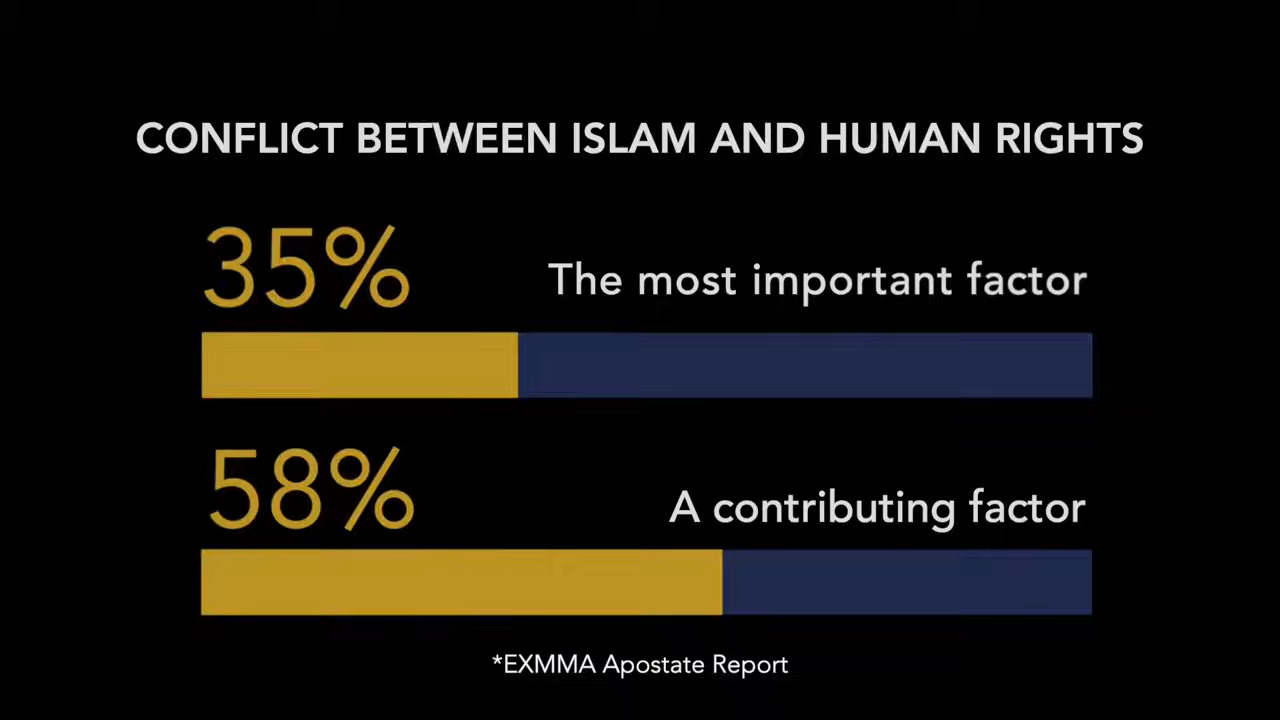 CONFLICT BETWEEN ISLAM AND HUMAN RIGHTS
35% The most important factor
58% A contributing factor
*EXMMA Apostate Report